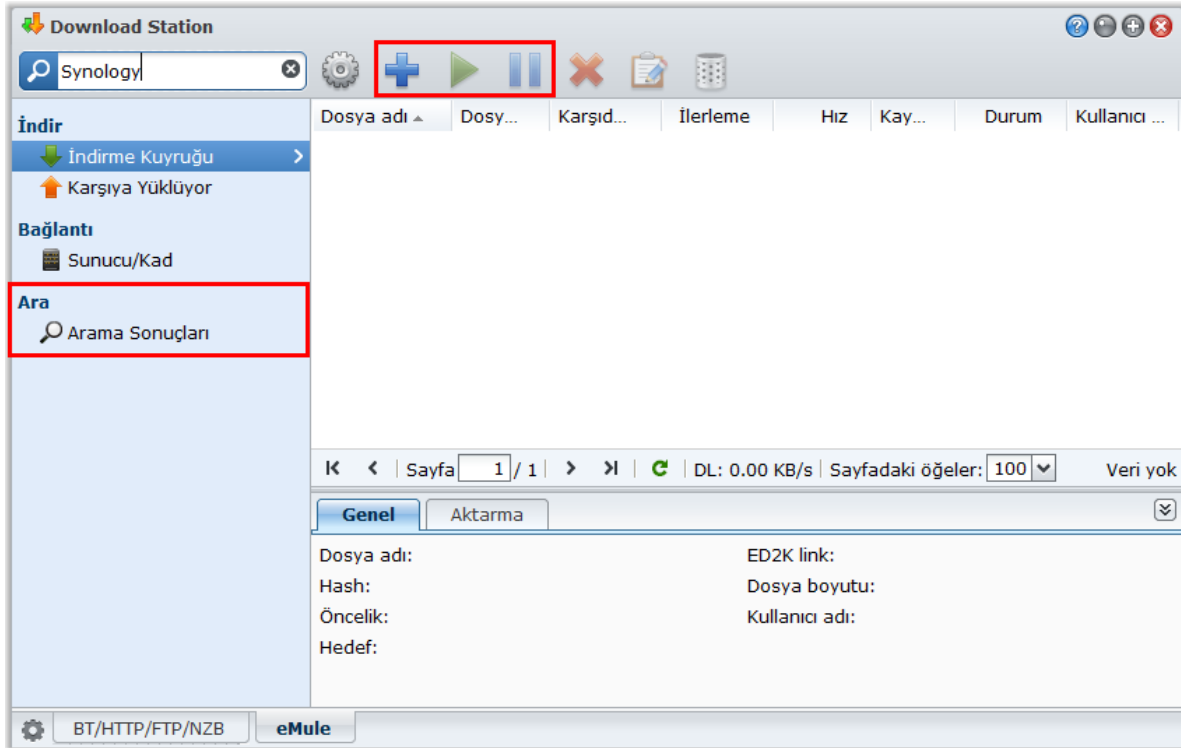 Download Station
Synology
İndir
İndirme Kuyruğu
Karşıya Yüklüyor
Bağlantı
Sunucu/Kad
Ara
Arama Sonuçları
Dosya adı Dosy... Karşıd... İlerleme Hız Kay... Durum Kullanıcı ...
Sayfa 1 / 1 DL: 0.00 KB/s Sayfadaki öğeler: 100 Veri yok
Genel Aktarma
Dosya adı: ED2K link:
Hash: Dosya boyutu:
Öncelik: Kullanıcı adı:
Hedef:
BT/HTTP/FTP/NZB eMule